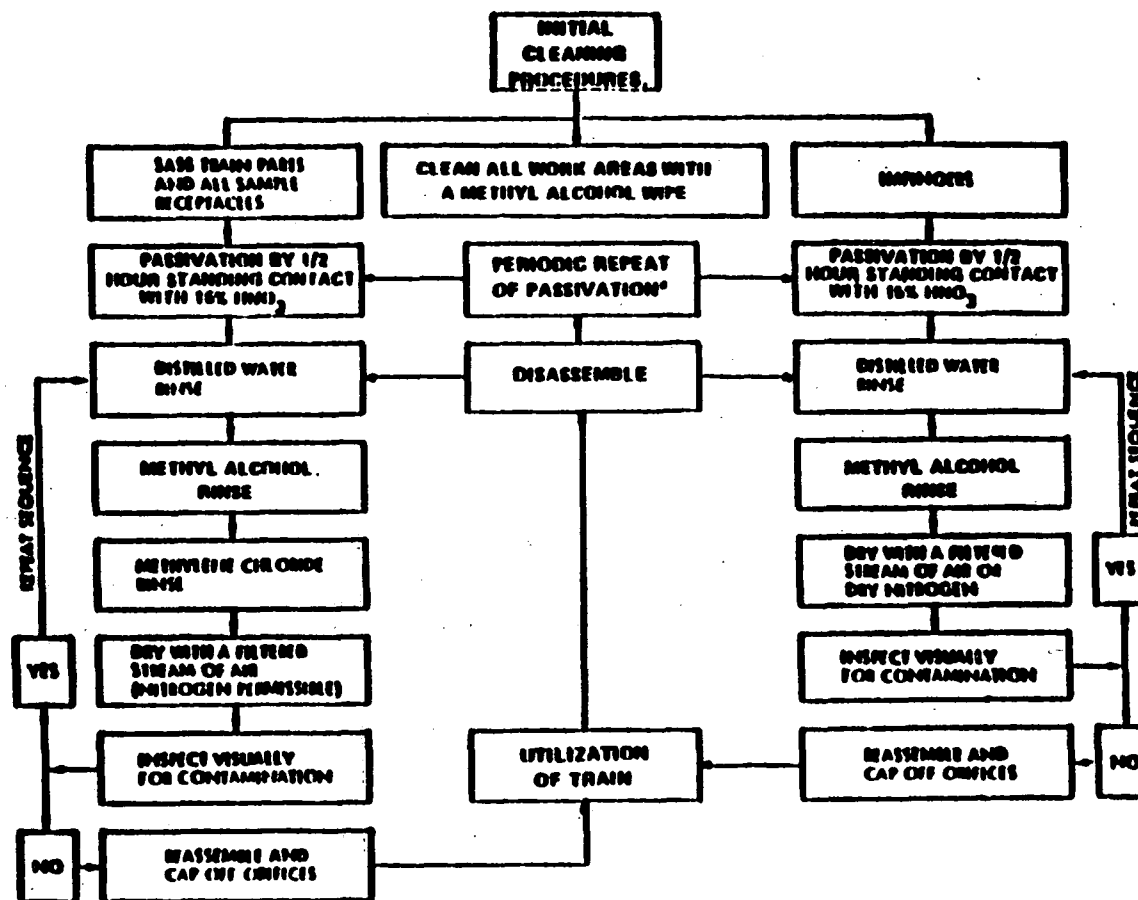 INITIAL
CLEANING
PROCEDURES.
SASS TRAIN PARTS
AND ALL SAMPLE
RECEPTACLES
CLEAN ALL WORK AREAS WITH
A METHYL ALCOHOL WIPE
IMPINGERS
PASSIVATION BY 1/2
HOUR STANDING CONTACT
WITH 15% HNO3
PERIODIC REPEAT
OF PASSIVATION*
PASSIVATION BY 1/2
HOUR STANDING CONTACT
WITH 15% HNO3
DISTILLED WATER
RINSE
DISASSEMBLE
DISTILLED WATER
RINSE
REPEAT SEQUENCE
METHYL ALCOHOL
RINSE
METHYL ALCOHOL
RINSE
REPEAT SEQUENCE
METHYLENE CHLORIDE
RINSE
DRY WITH A FILTERED
STREAM OF AIR OR
DRY NITROGEN
YES
YES
DRY WITH A FILTERED
STREAM OF AIR
(NITROGEN PERMISSIBLE)
INSPECT VISUALLY
FOR CONTAMINATION
INSPECT VISUALLY
FOR CONTAMINATION
UTILIZATION
OF TRAIN
REASSEMBLE AND
CAP OFF ORIFICES
NO
NO
REASSEMBLE AND
CAP OFF ORIFICES